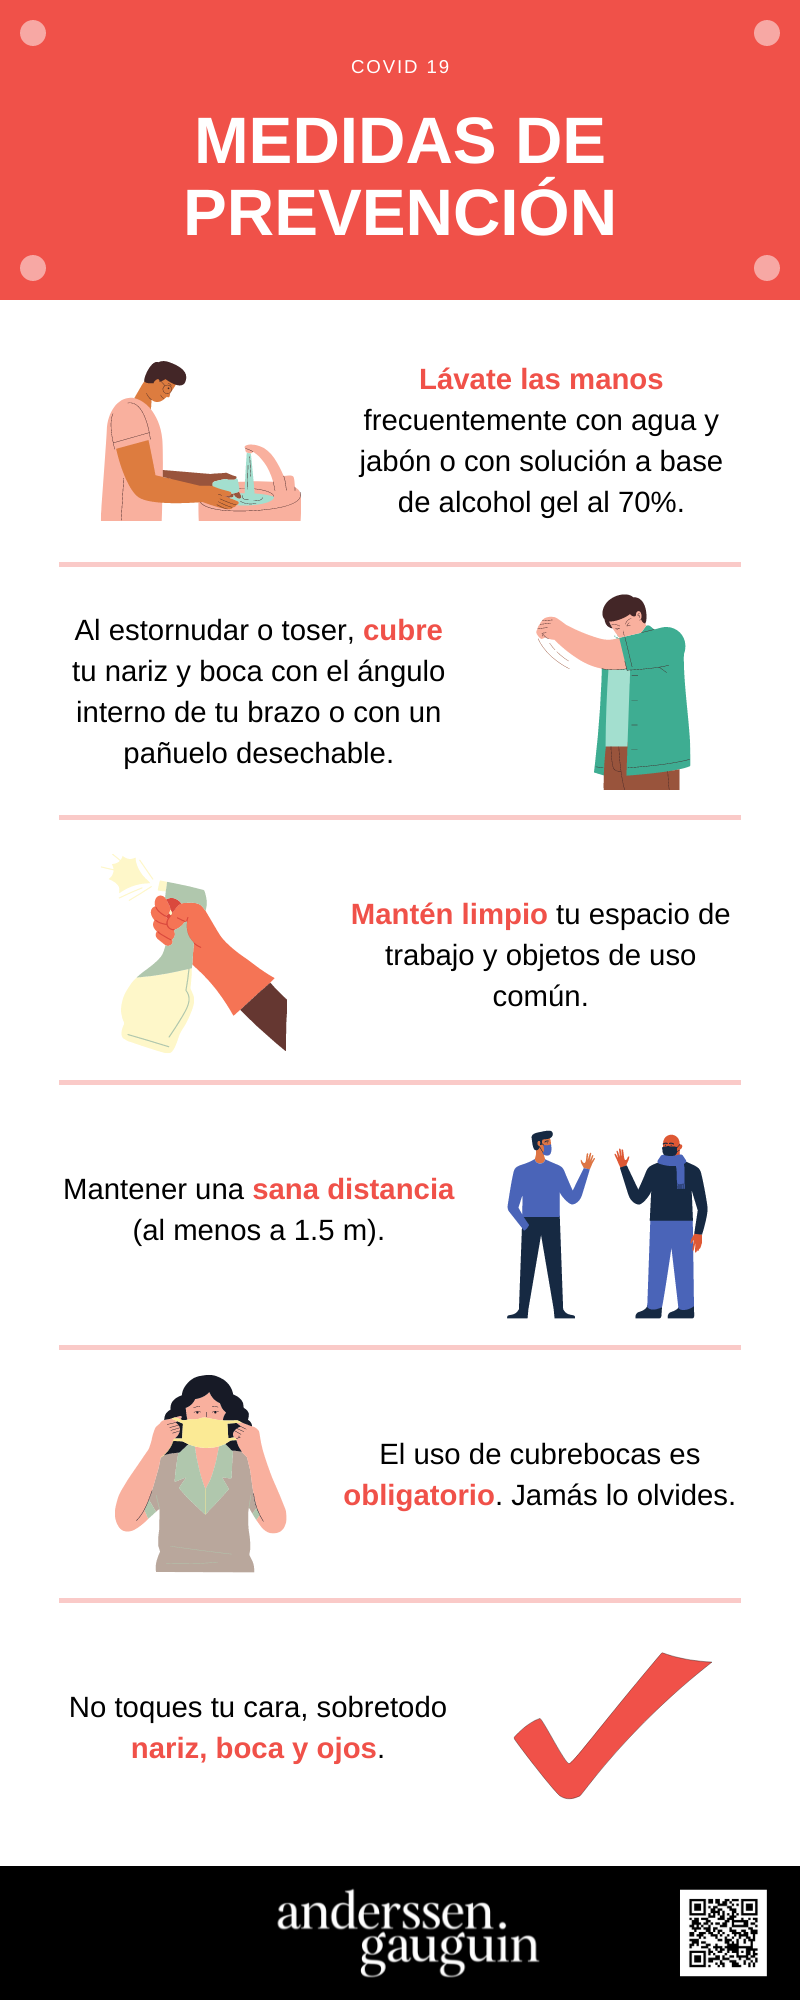 COVID 19
MEDIDAS DE
PREVENCIÓN
Lávate las manos
frecuentemente con agua y
jabón o con solución a base
de alcohol gel al 70%.
Al estornudar o toser, cubre
tu nariz y boca con el ángulo
interno de tu brazo o con un
pañuelo desechable.
Mantén limpio tu espacio de
trabajo y objetos de uso
común.
Mantener una sana distancia
(al menos a 1.5 m).
El uso de cubrebocas es
obligatorio. Jamás lo olvides.
No toques tu cara, sobretodo
nariz, boca y ojos.
anderssen.
gauguin